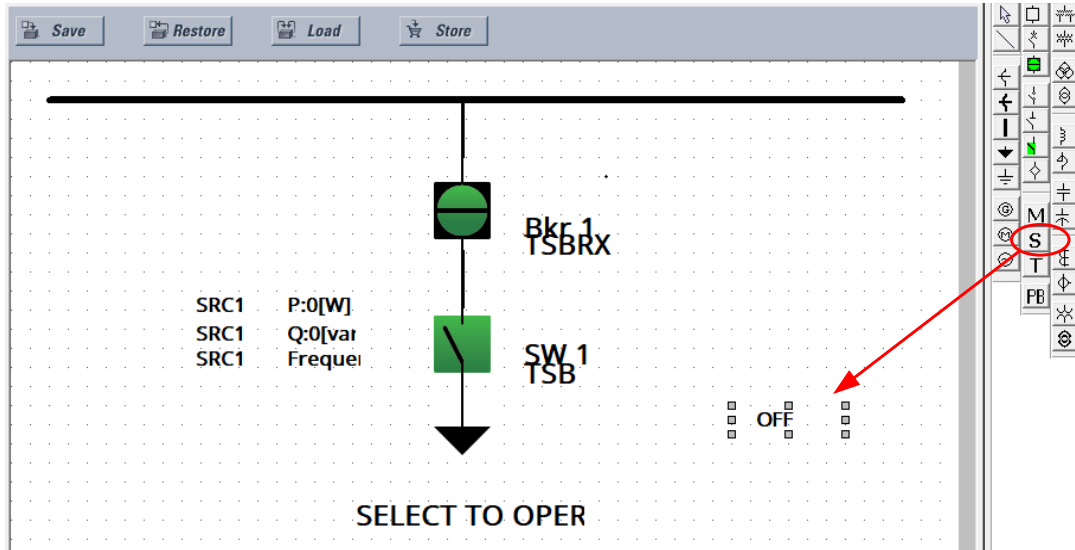 Save Restore Load Store
Bkr 1
TSBRX
SRC1 P:0[W]
SRC1 Q:0[var
SRC1 Frequer
SW 1
TSB
OFF
SELECT TO OPER
G
M
M
S
T
PB